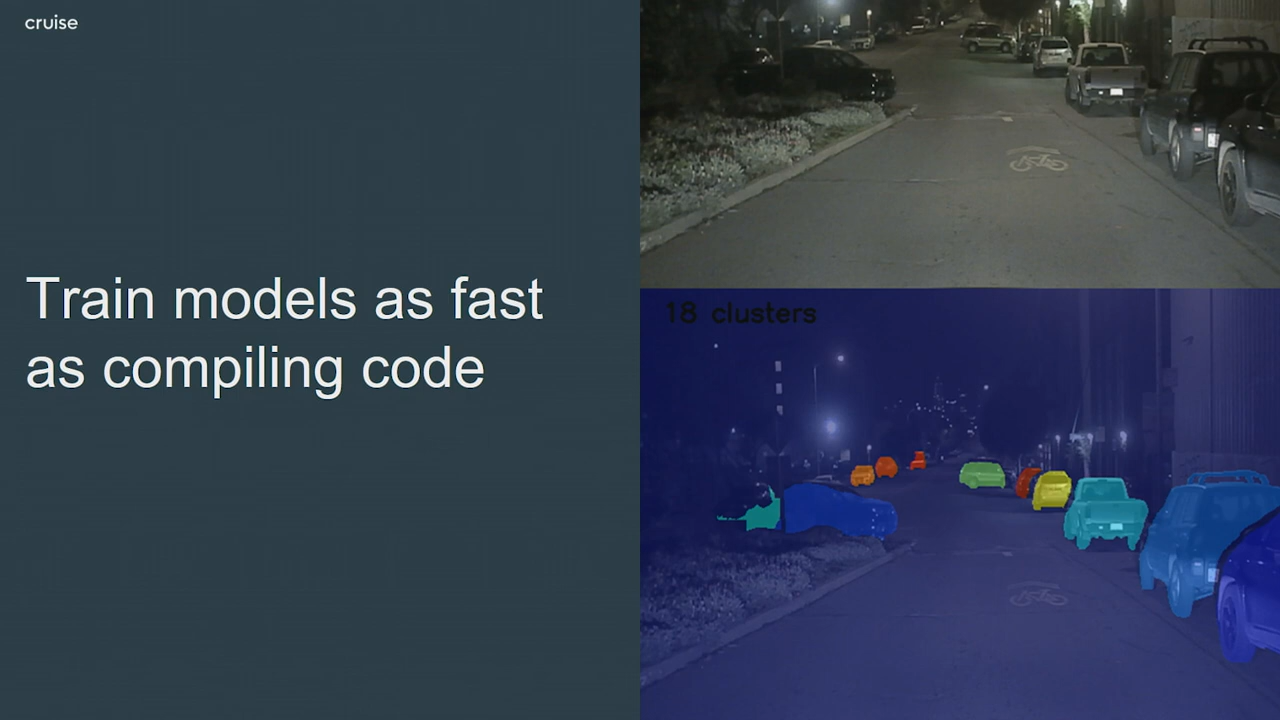 cruise
Train models as fast
as compiling code
18 clusters